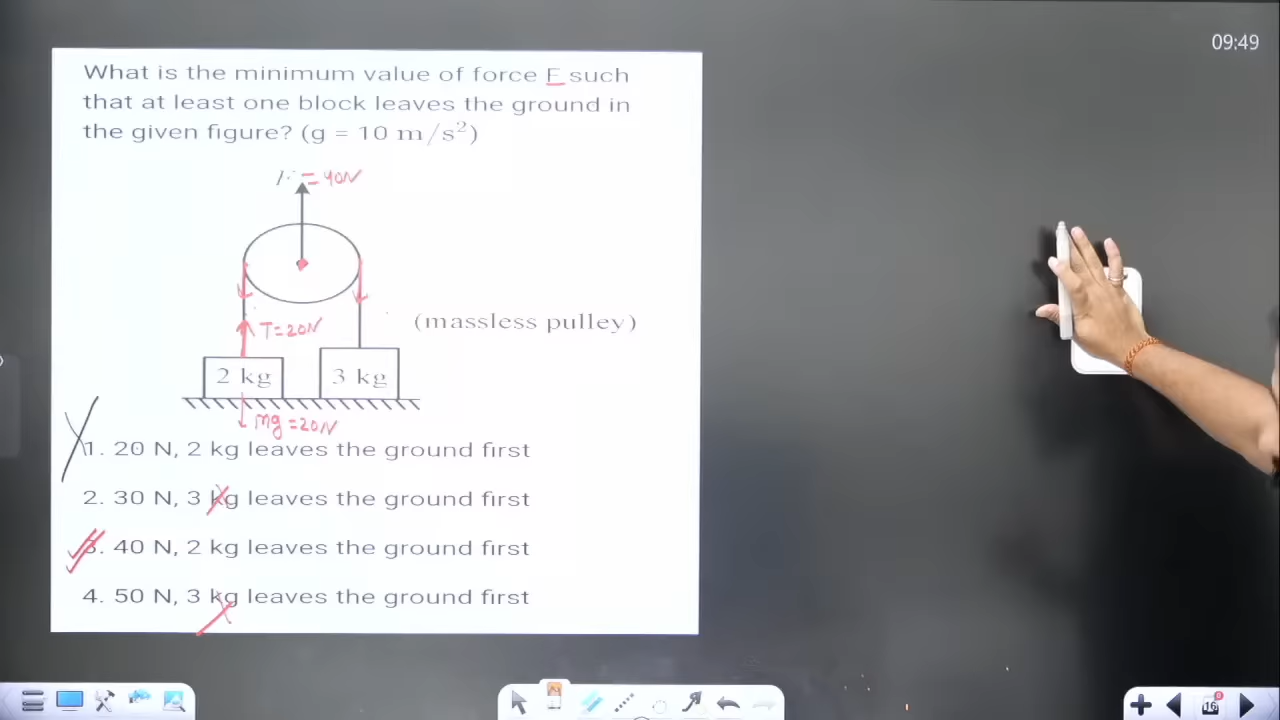 09:49
What is the minimum value of force F such
that at least one block leaves the ground in
the given figure? (g = 10 m/s²)
F = 40N
T=20N
(massless pulley)
2 kg
3 kg
mg=20N
1. 20 N, 2 kg leaves the ground first
2. 30 N, 3 kg leaves the ground first
3. 40 N, 2 kg leaves the ground first
4. 50 N, 3 kg leaves the ground first
16
8